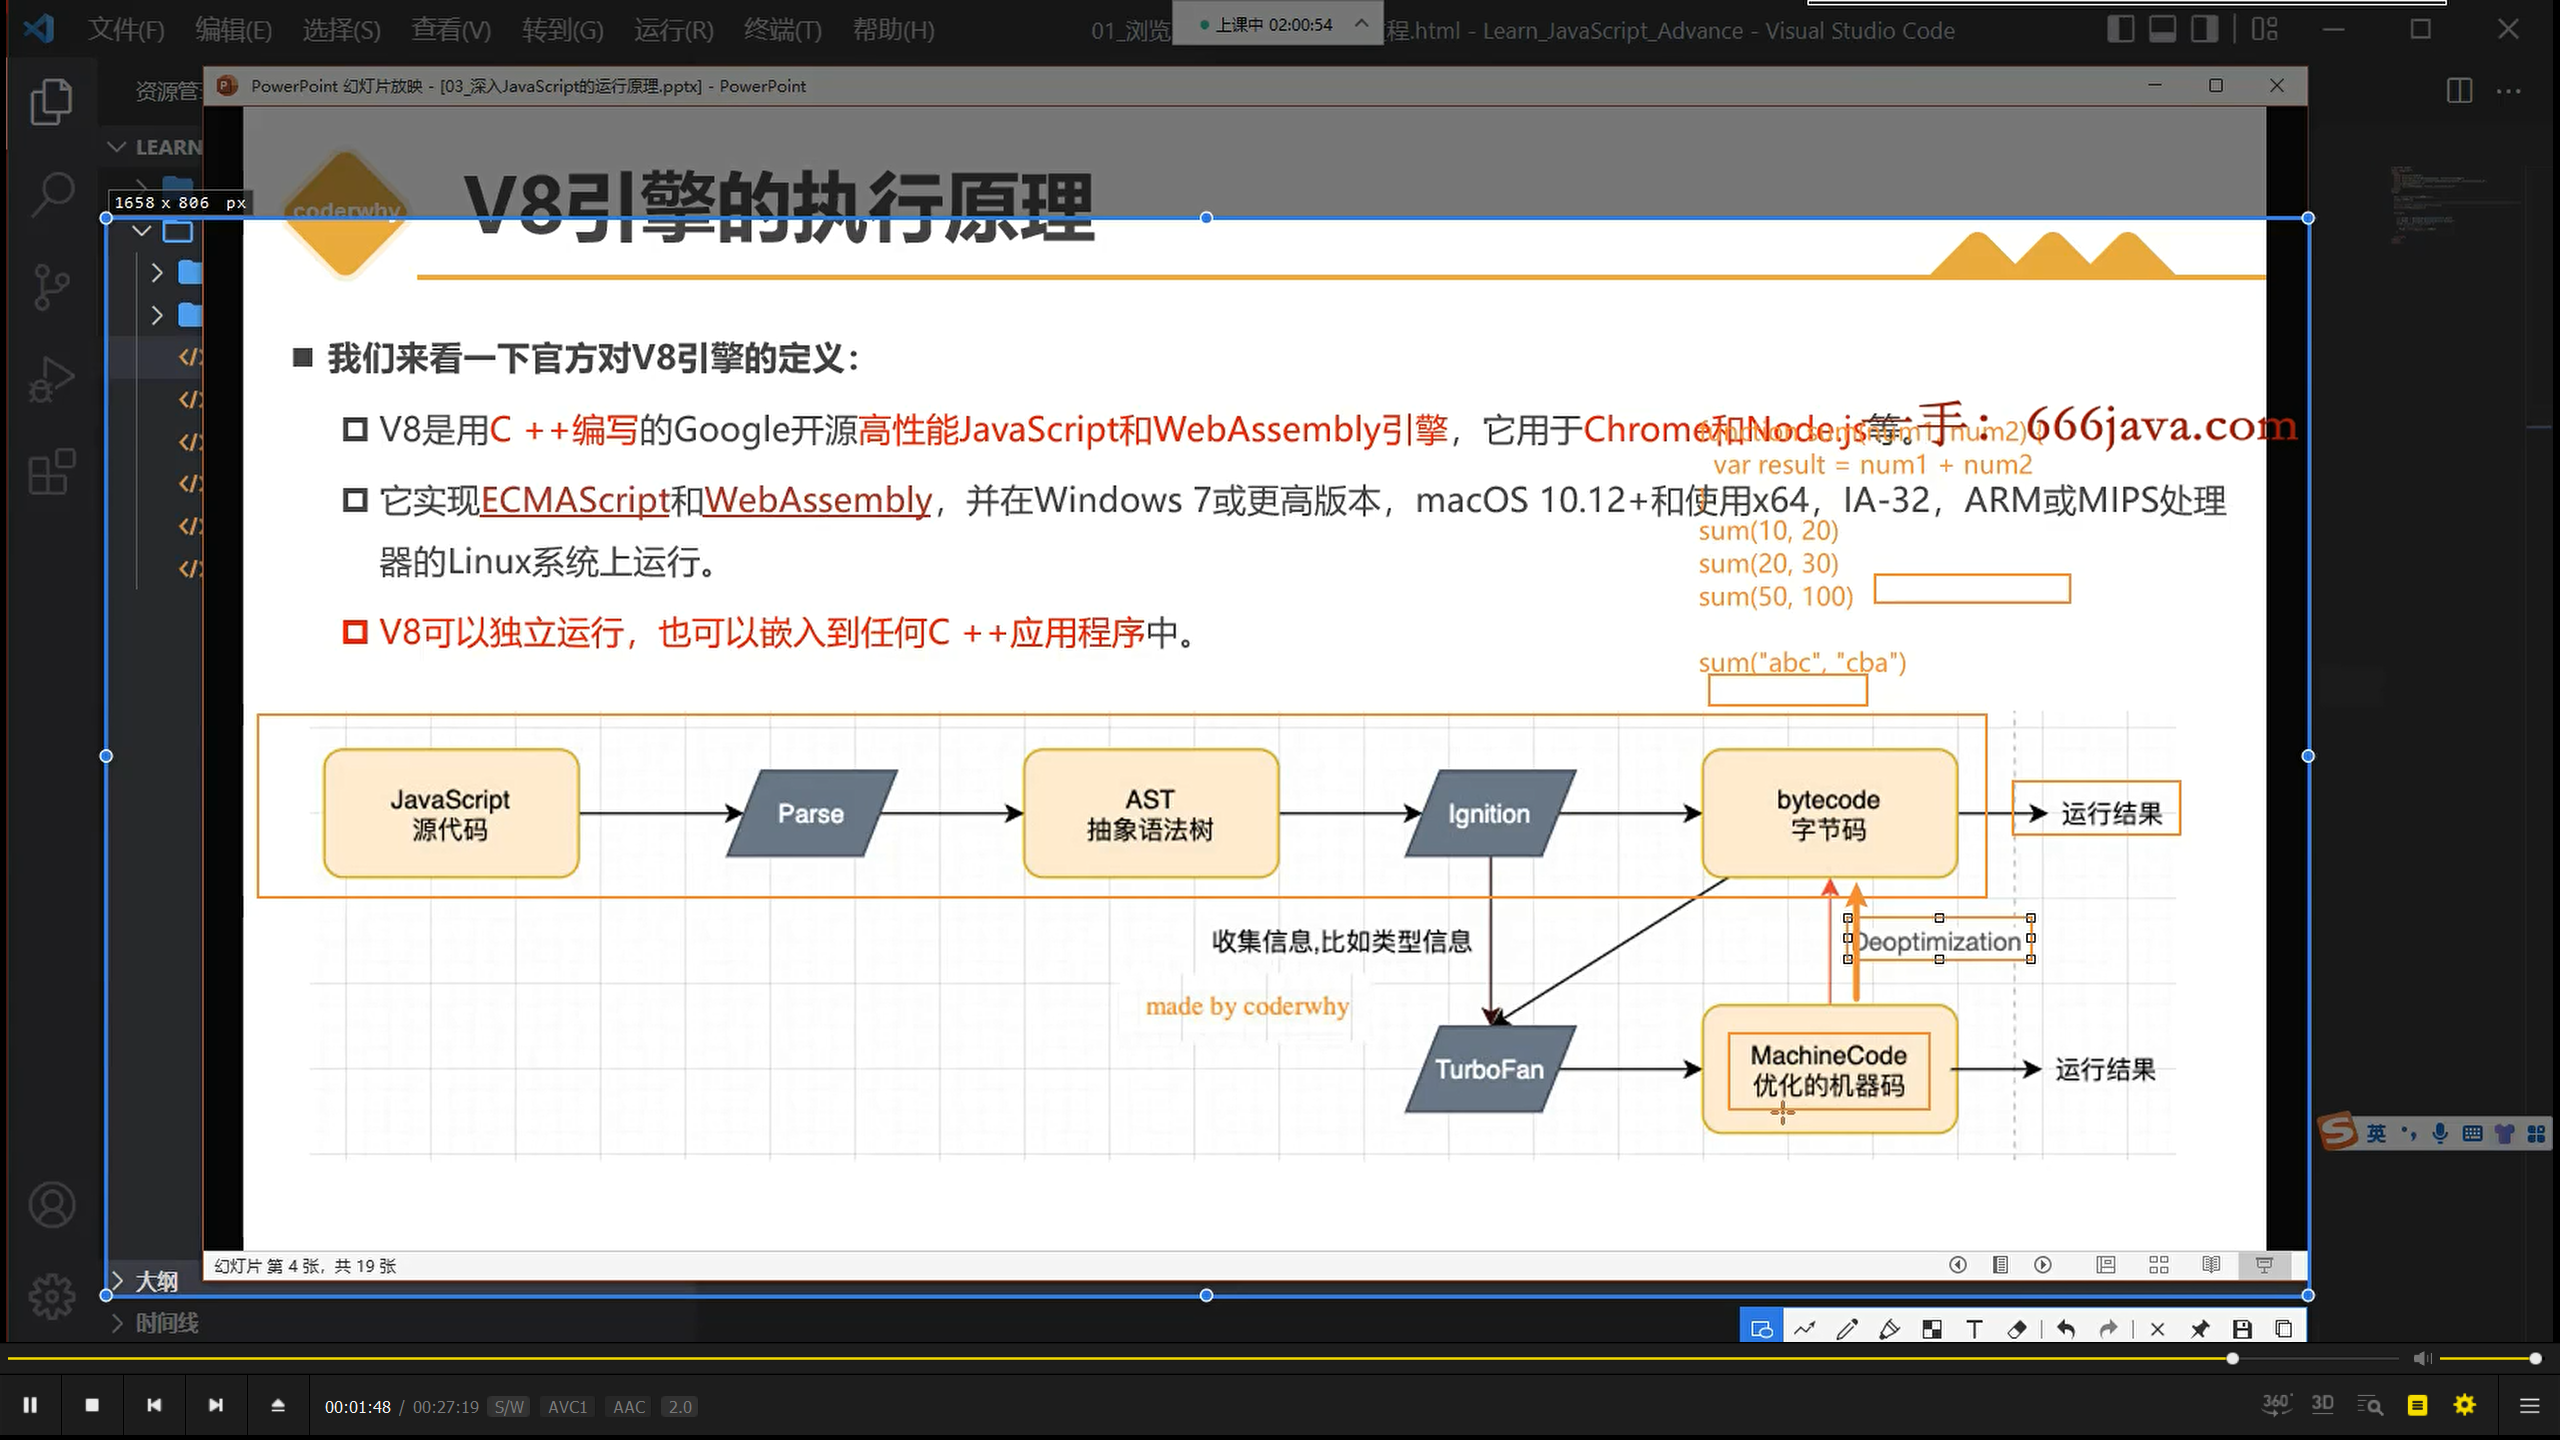 文件(F) 编辑(E) 选择(S) 查看(V) 转到(G) 运行(R) 终端(T) 帮助(H)
01_浏览
上课中 02:00:54
程.html - Learn_JavaScript_Advance - Visual Studio Code
资源管
PowerPoint 幻灯片放映 - [03_深入JavaScript的运行原理.pptx] - PowerPoint
LEARN
1658 x 806 px
coderwhy
V8引擎的执行原理
我们来看一下官方对V8引擎的定义：
V8是用C ++编写的Google开源高性能JavaScript和WebAssembly引擎，它用于Chrome和Node.js等。
手：666java.com
function sum(num1, num2) {
var result = num1 + num2
它实现ECMAScript和WebAssembly，并在Windows 7或更高版本，macOS 10.12+和使用x64，IA-32，ARM或MIPS处理
器的Linux系统上运行。
sum(10, 20)
sum(20, 30)
sum(50, 100)
V8可以独立运行，也可以嵌入到任何C ++应用程序中。
sum("abc", "cba")
JavaScript
源代码
Parse
AST
抽象语法树
Ignition
bytecode
字节码
运行结果
收集信息,比如类型信息
Deoptimization
made by coderwhy
TurboFan
MachineCode
优化的机器码
运行结果
英
幻灯片 第 4 张，共 19 张
大纲
时间线
00:01:48 / 00:27:19 S/W AVC1 AAC 2.0
360° 3D